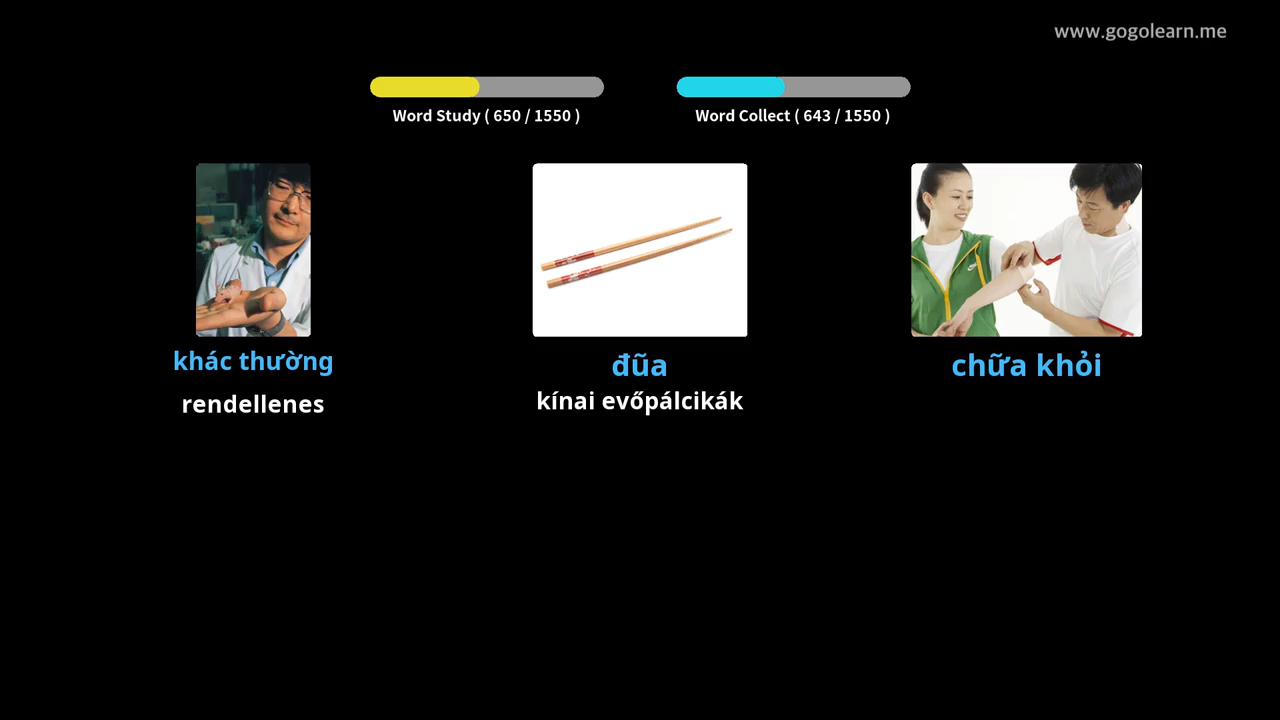 www.gogolearn.me
Word Study ( 650 / 1550 )
Word Collect ( 643 / 1550 )
khác thường
đũa
chữa khỏi
rendellenes
kínai evőpálcikák